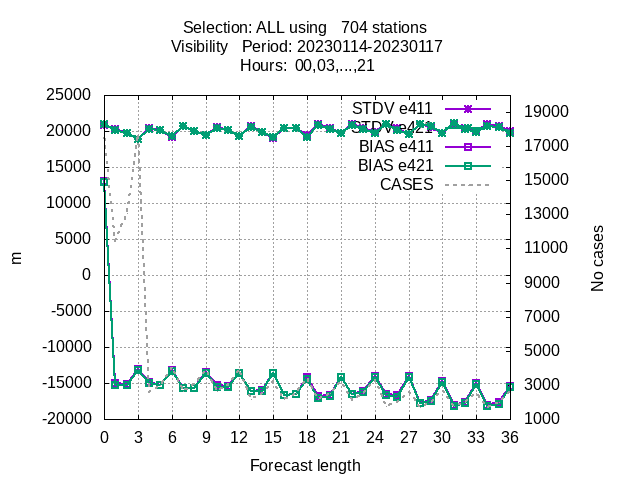 Selection: ALL using 704 stations
Visibility Period: 20230114-20230117
Hours: 00,03,...,21
25000
20000
15000
10000
5000
0
-5000
-10000
-15000
-20000
m
STDV e411
STDV e421
BIAS e411
BIAS e421
CASES
19000
17000
15000
13000
11000
9000
7000
5000
3000
1000
No cases
0 3 6 9 12 15 18 21 24 27 30 33 36
Forecast length